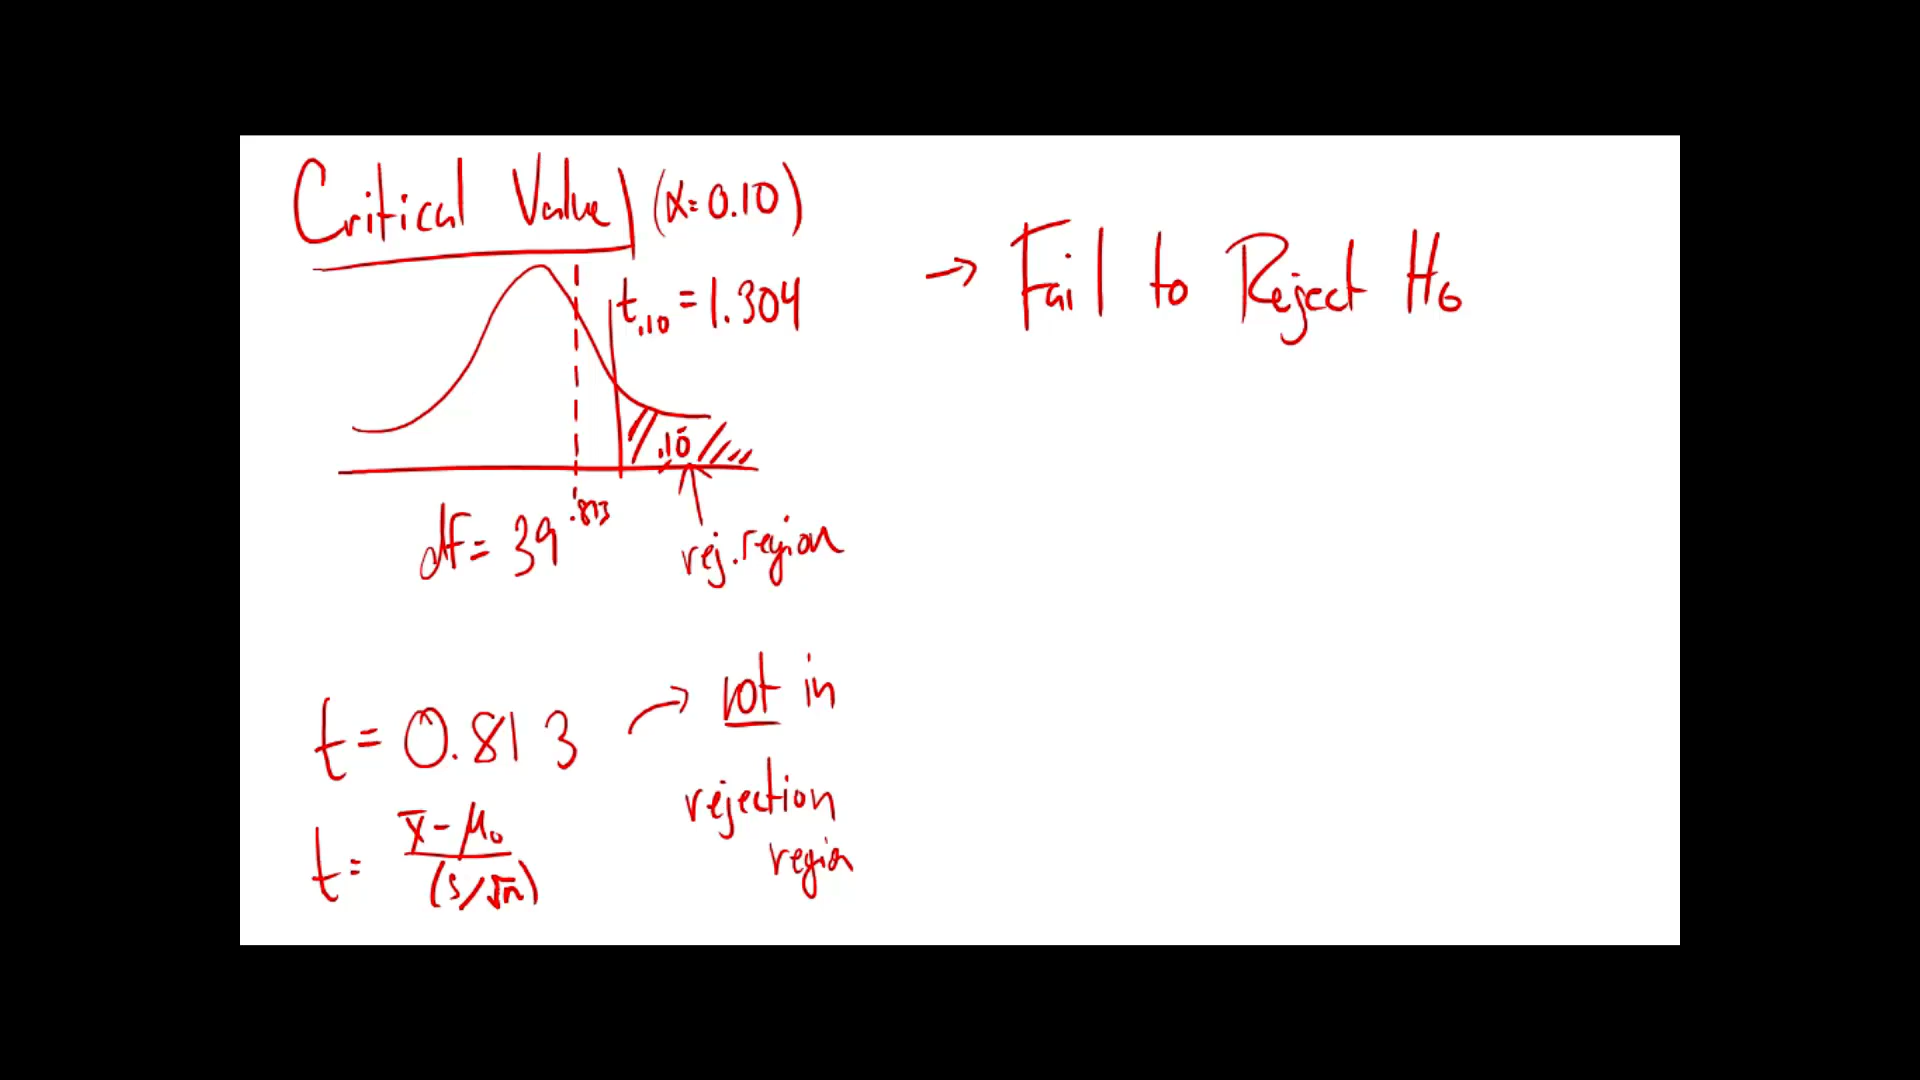 Critical Value (α=0.10)
t.10 = 1.304
.10
.813
df= 39
rej. region
t= 0.813 → not in
rejection
region
t= x̄-μ₀/(s/√n)
→ Fail to Reject H₀